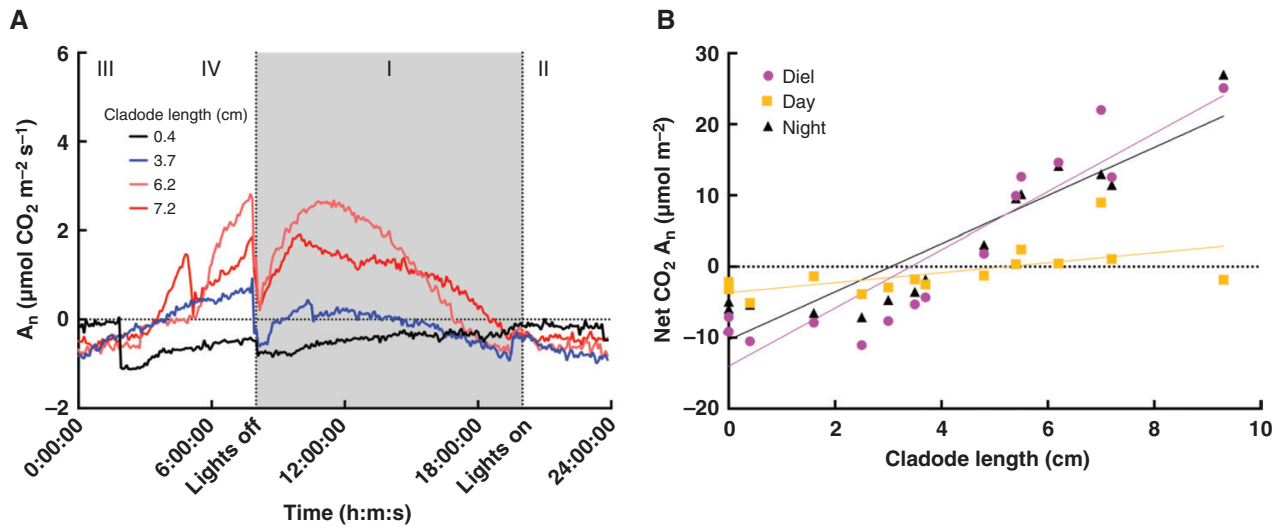 A
6
4
2
0
–2
Aₙ (µmol CO₂ m⁻² s⁻¹)
III
IV
I
II
Cladode length (cm)
0.4
3.7
6.2
7.2
0:00:00
6:00:00
Lights off
12:00:00
18:00:00
Lights on
24:00:00
Time (h:m:s)
B
30
20
10
0
–10
–20
Net CO₂ Aₙ (µmol m⁻²)
Diel
Day
Night
0
2
4
6
8
10
Cladode length (cm)